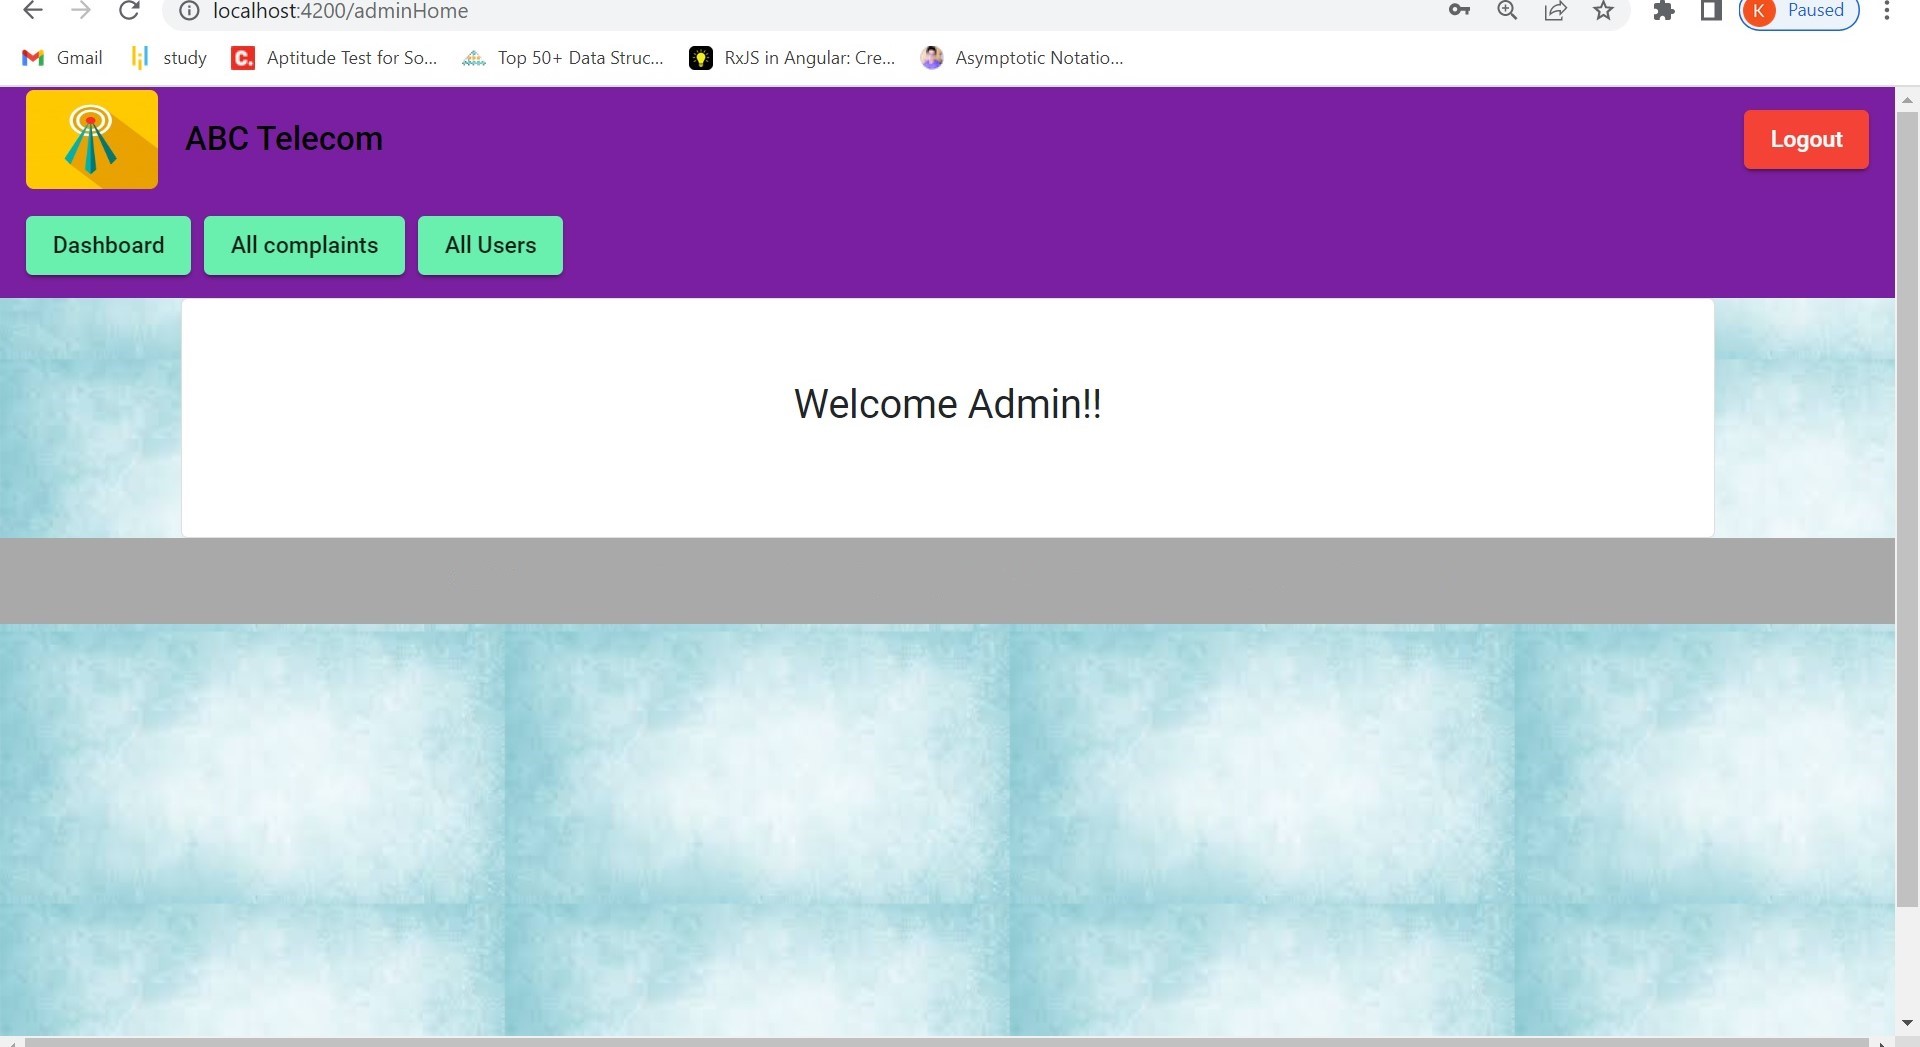 localhost:4200/adminHome
K Paused
Gmail study Aptitude Test for So... Top 50+ Data Struc... RxJS in Angular: Cre... Asymptotic Notatio...
ABC Telecom
Logout
Dashboard All complaints All Users
Welcome Admin!!